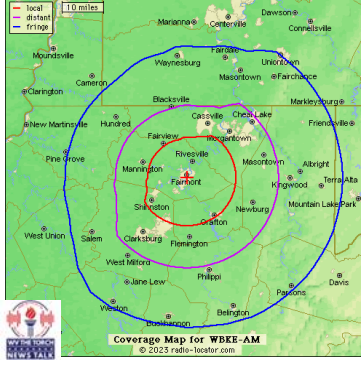 local
distant
fringe
10 miles
Dawson
Centerville
Marianna
Connellsville
Moundsville
Waynesburg
Fairdale
Uniontown
Cameron
Masontown
Fairchance
Clarington
Blacksville
Markleysburg
New Martinsville
Hundred
Cassville
Cheat Lake
Friendsville
Morgantown
Fairview
Pine Grove
Rivesville
Mannington
Masontown
Albright
Fairmont
Kingwood
Terra Alta
Shinnston
Newburg
Mountain Lake Park
Grafton
West Union
Salem
Clarksburg
Flemington
West Milford
Philippi
Jane Lew
Davis
Parsons
Weston
Buckhannon
Belington
Coverage Map for WBKE-AM
© 2023 radio-locator.com
WV THE TORCH
NEWS TALK